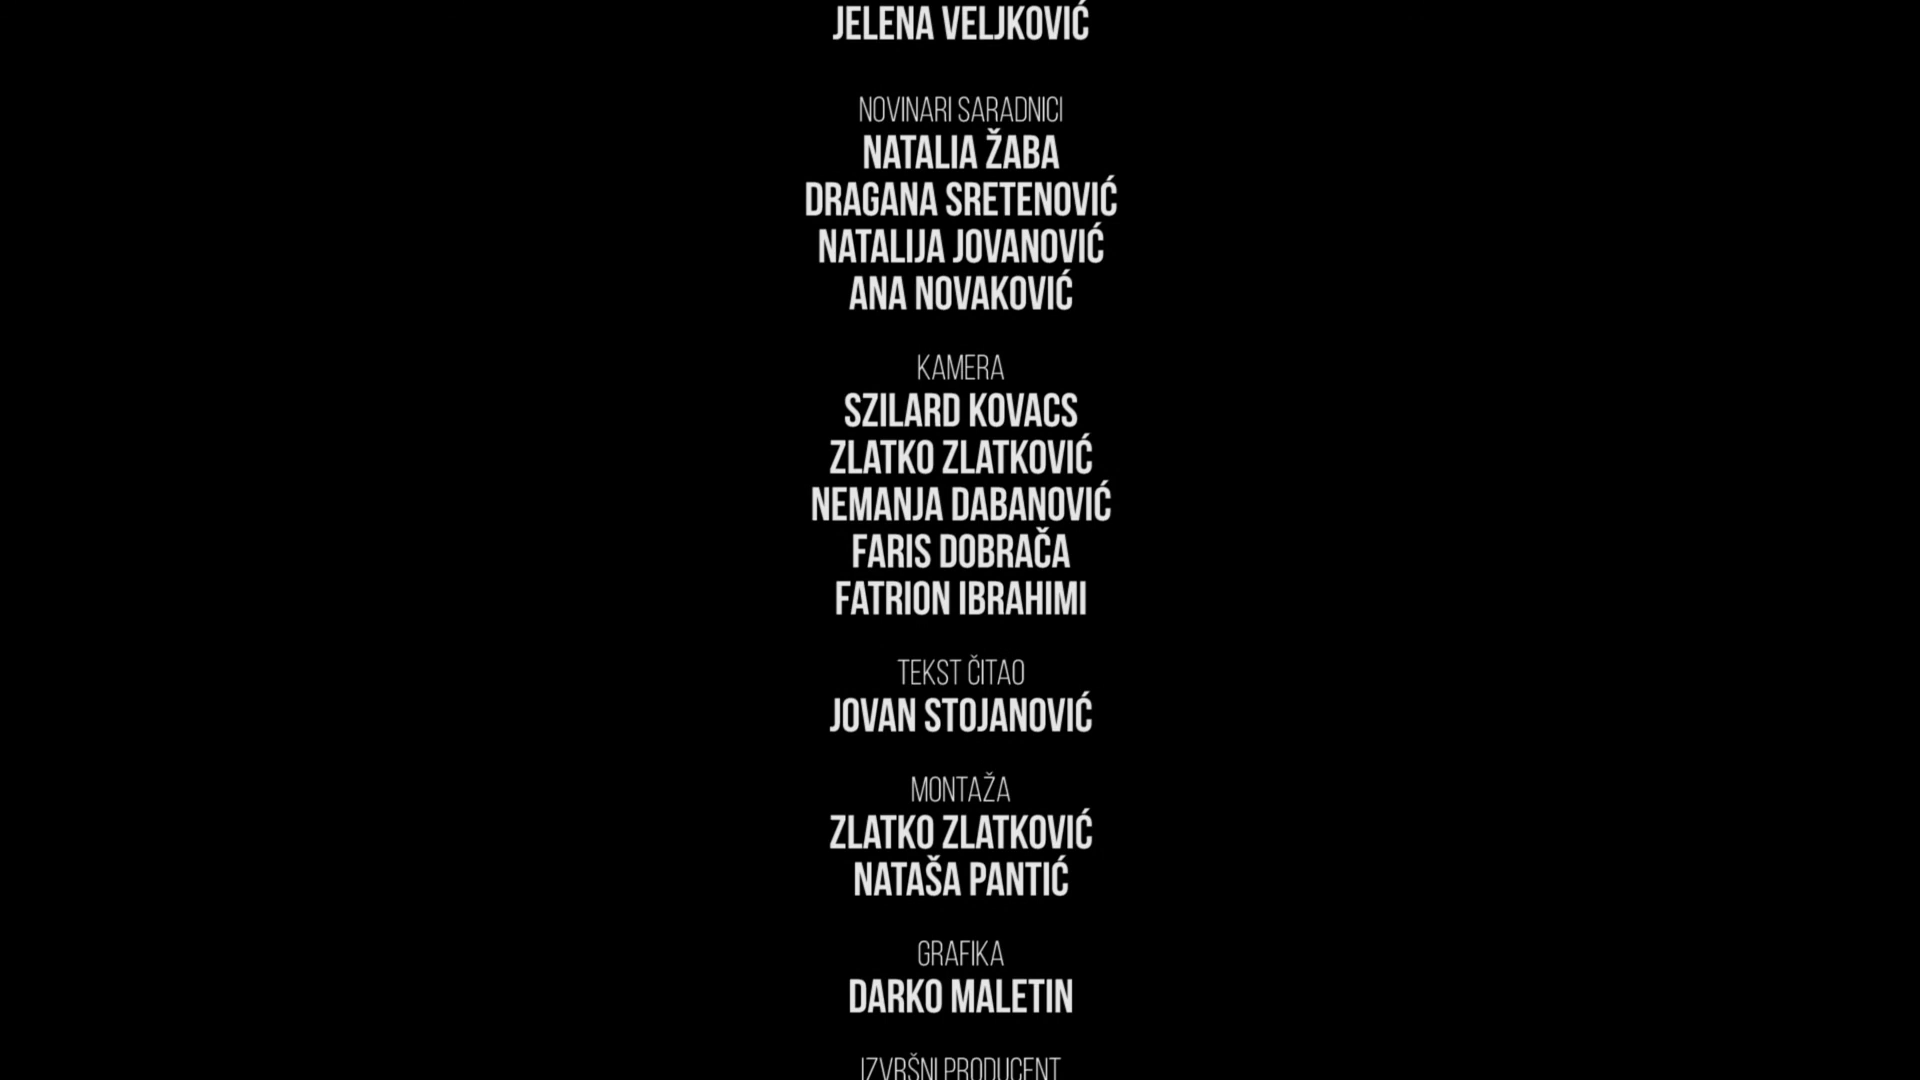 JELENA VELJKOVIĆ
NOVINARI SARADNICI
NATALIA ŽABA
DRAGANA SRETENOVIĆ
NATALIJA JOVANOVIĆ
ANA NOVAKOVIĆ
KAMERA
SZILARD KOVACS
ZLATKO ZLATKOVIĆ
NEMANJA DABANOVIĆ
FARIS DOBRAČA
FATRION IBRAHIMI
TEKST ČITAO
JOVAN STOJANOVIĆ
MONTAŽA
ZLATKO ZLATKOVIĆ
NATAŠA PANTIĆ
GRAFIKA
DARKO MALETIN
IZVRŠNI PRODUCENT